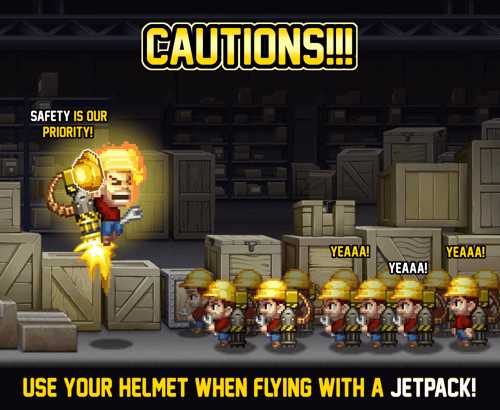 CAUTIONS!!!
SAFETY IS OUR
PRIORITY!
YEAAA!
YEAAA!
YEAAA!
USE YOUR HELMET WHEN FLYING WITH A JETPACK!